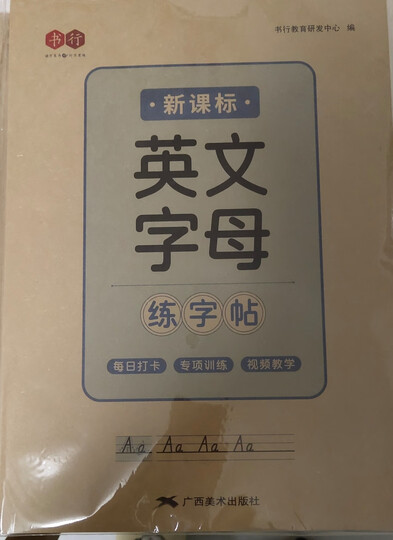 书行
书行教育研发中心 编
·新课标·
英文
字母
练字帖
每日打卡 专项训练 视频教学
Aa Aa Aa Aa
广西美术出版社